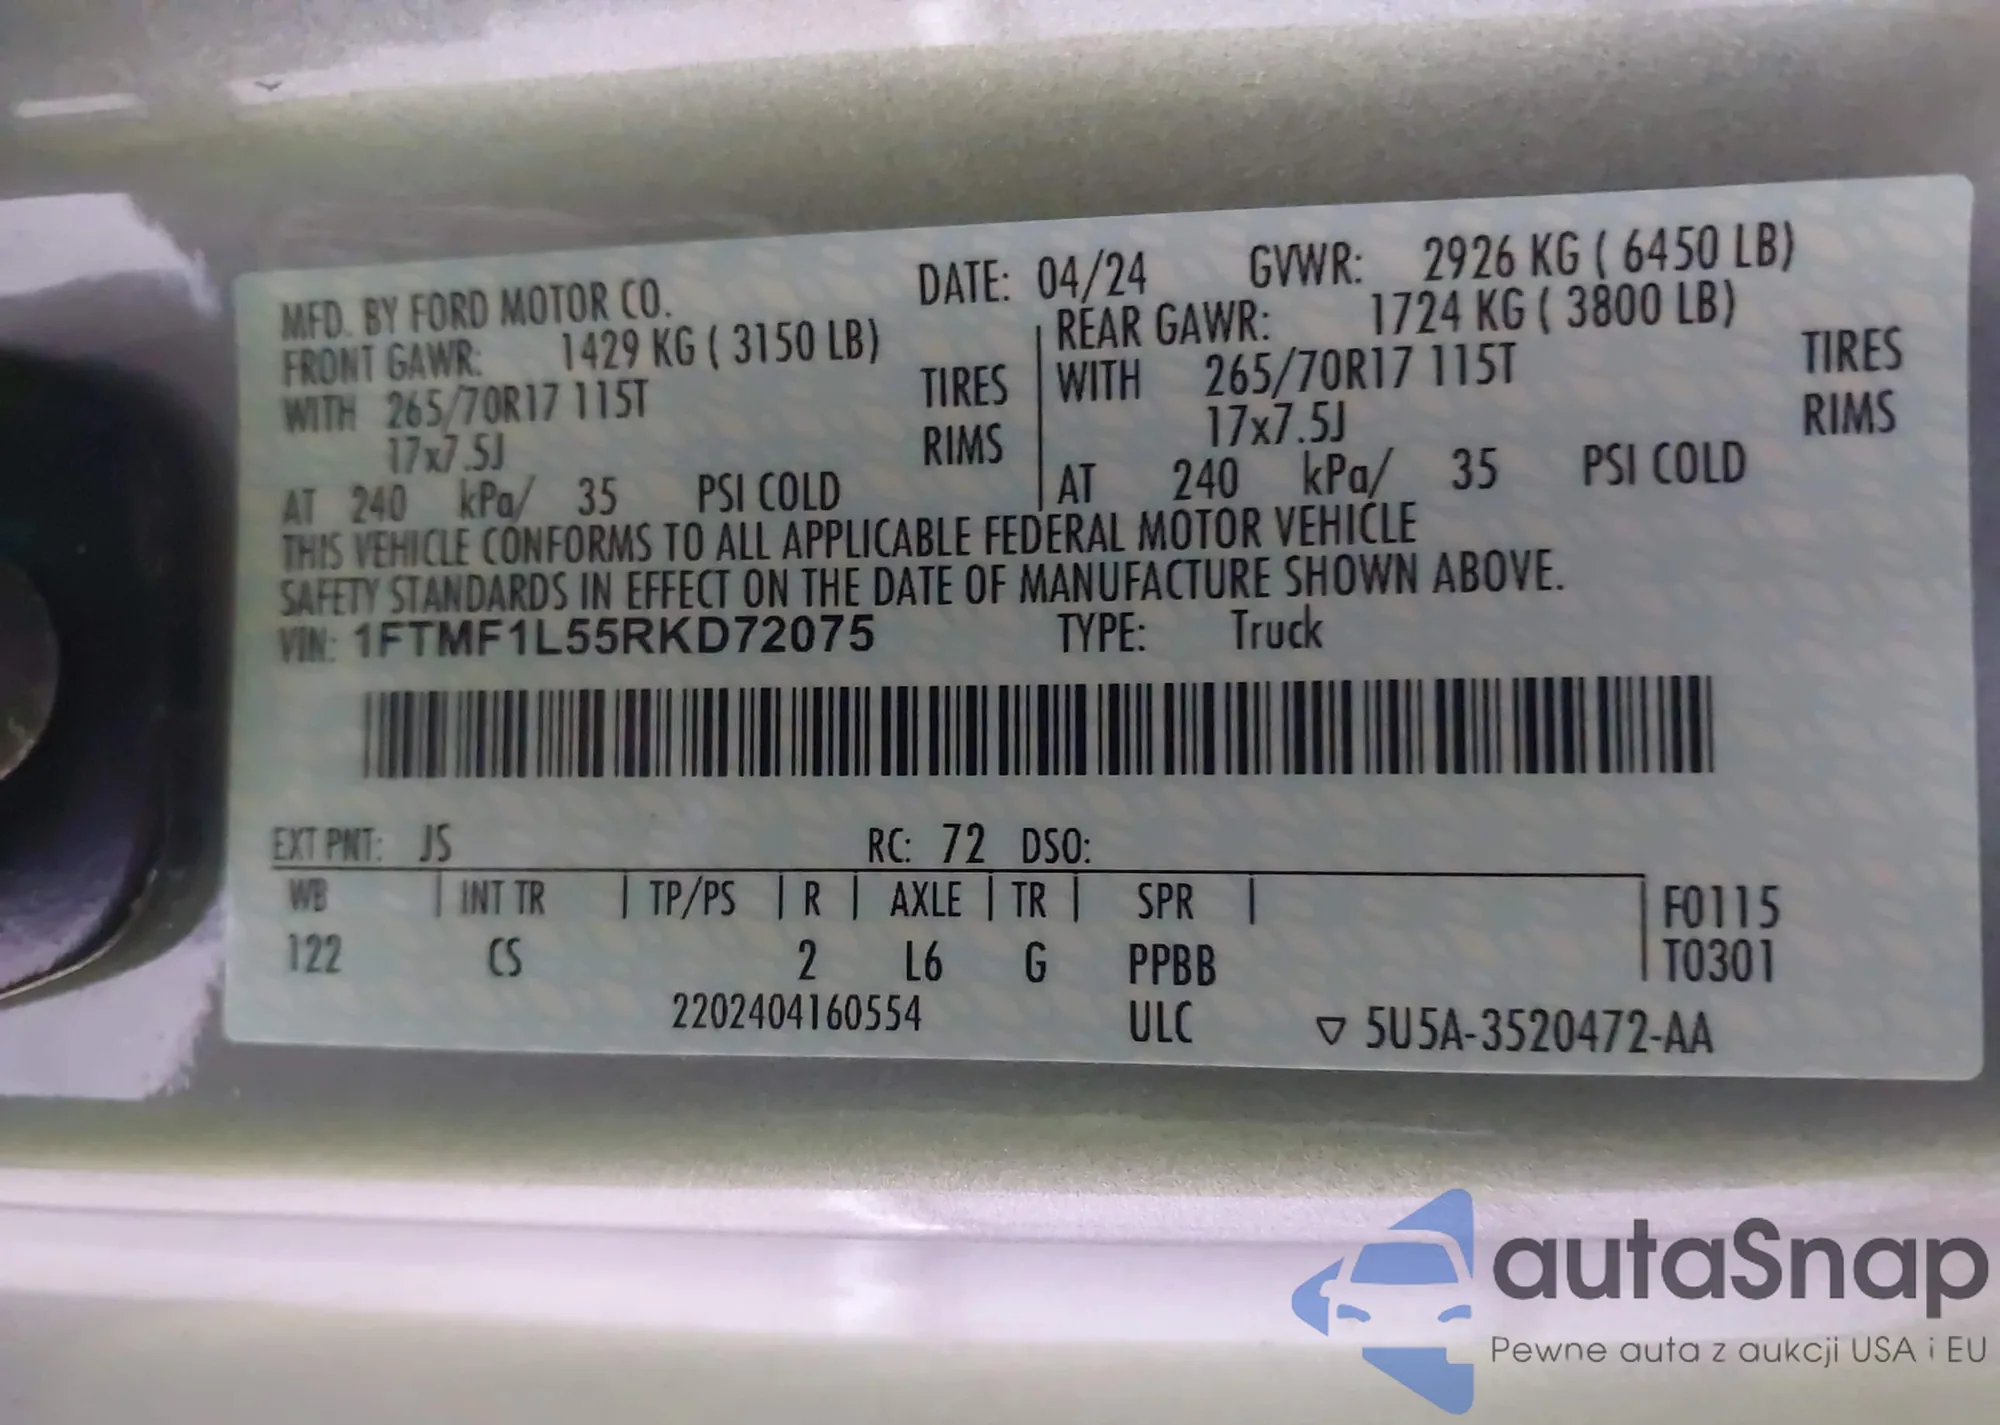 MFD. BY FORD MOTOR CO. DATE: 04/24 GVWR: 2926 KG ( 6450 LB)
FRONT GAWR: 1429 KG ( 3150 LB) REAR GAWR: 1724 KG ( 3800 LB)
WITH 265/70R17 115T TIRES WITH 265/70R17 115T TIRES
17x7.5J RIMS 17x7.5J RIMS
AT 240 kPa/ 35 PSI COLD AT 240 kPa/ 35 PSI COLD
THIS VEHICLE CONFORMS TO ALL APPLICABLE FEDERAL MOTOR VEHICLE
SAFETY STANDARDS IN EFFECT ON THE DATE OF MANUFACTURE SHOWN ABOVE.
VIN: 1FTMF1L55RKD72075 TYPE: Truck
EXT PNT: JS RC: 72 DSO:
WB INT TR TP/PS R AXLE TR SPR F0115
122 CS 2 L6 G PPBB T0301
2202404160554 ULC ▽ 5U5A-3520472-AA
autaSnap
Pewne auta z aukcji USA i EU